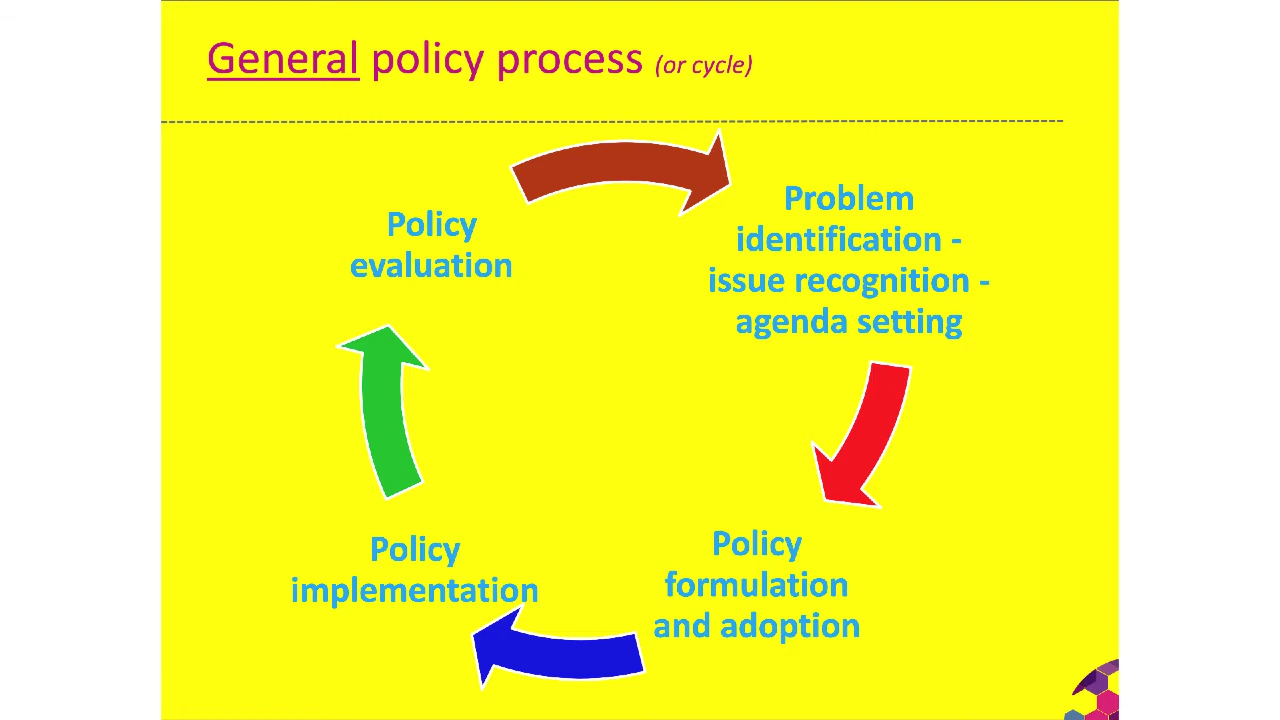 General policy process (or cycle)
Problem
identification -
issue recognition -
agenda setting
Policy
formulation
and adoption
Policy
implementation
Policy
evaluation